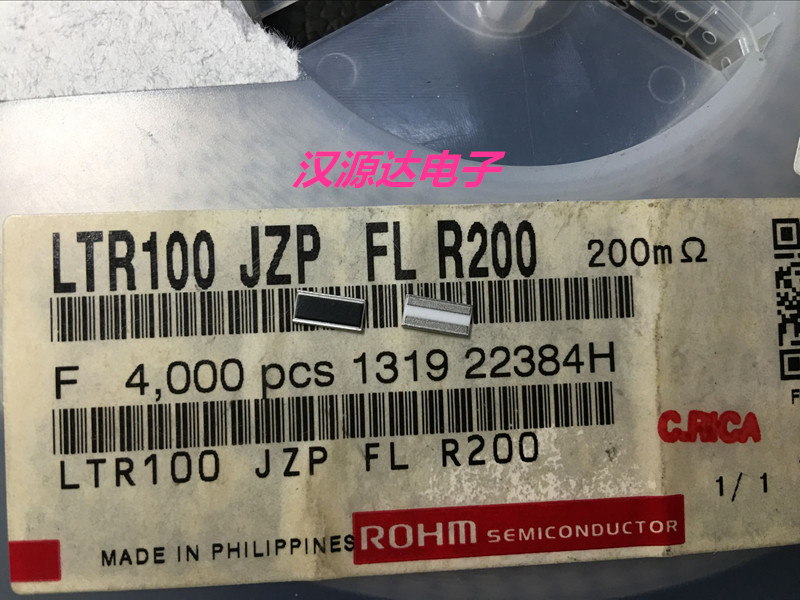 汉源达电子
LTR100 JZP FL R200 200mΩ
F 4,000 pcs 1319 22384H
C.RICA
LTR100 JZP FL R200
1/ 1
MADE IN PHILIPPINES ROHM SEMICONDUCTOR
F